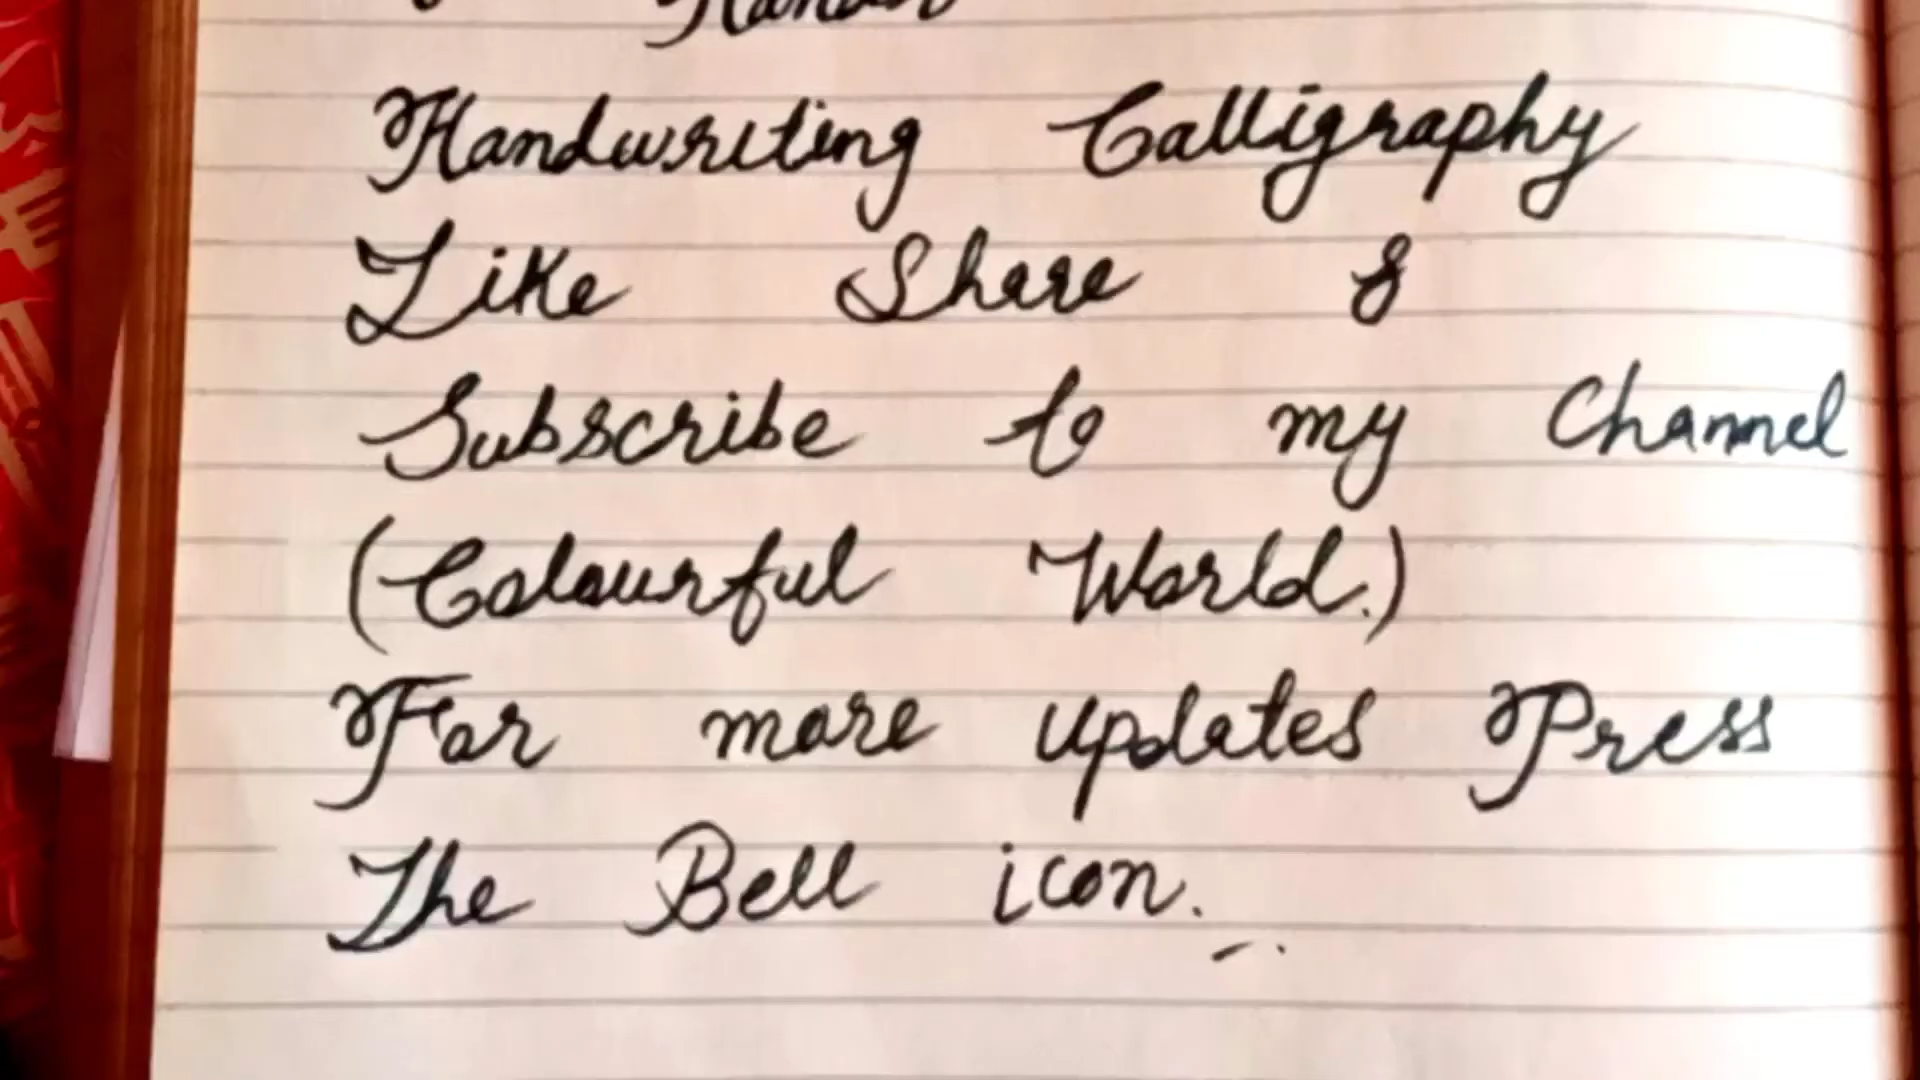 Handwriting Calligraphy
Like Share &
Subscribe to my Channel
(Colourful World.)
For more updates Press
The Bell icon.